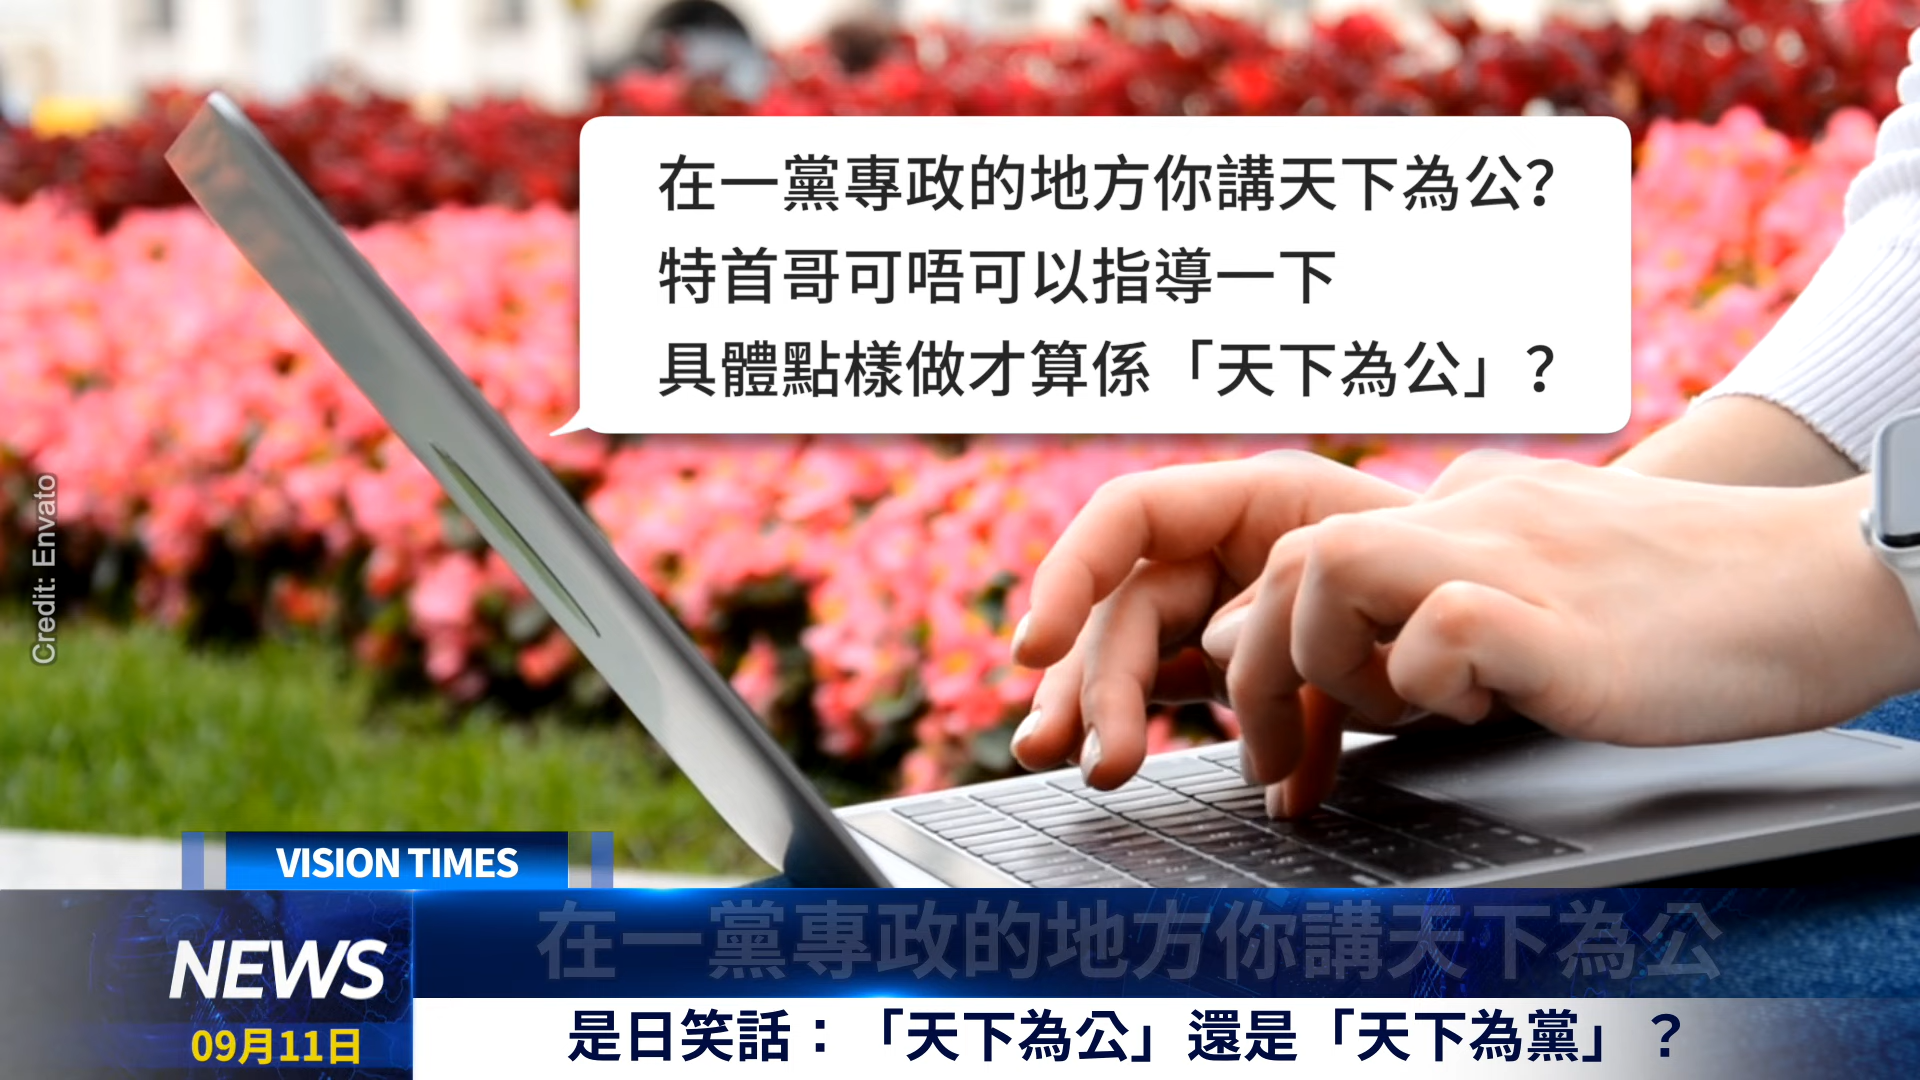 在一黨專政的地方你講天下為公?
特首哥可唔可以指導一下
具體點樣做才算係「天下為公」?
Credit: Envato
VISION TIMES
在一黨專政的地方你講天下為公
NEWS
09月11日
是日笑話：「天下為公」還是「天下為黨」？